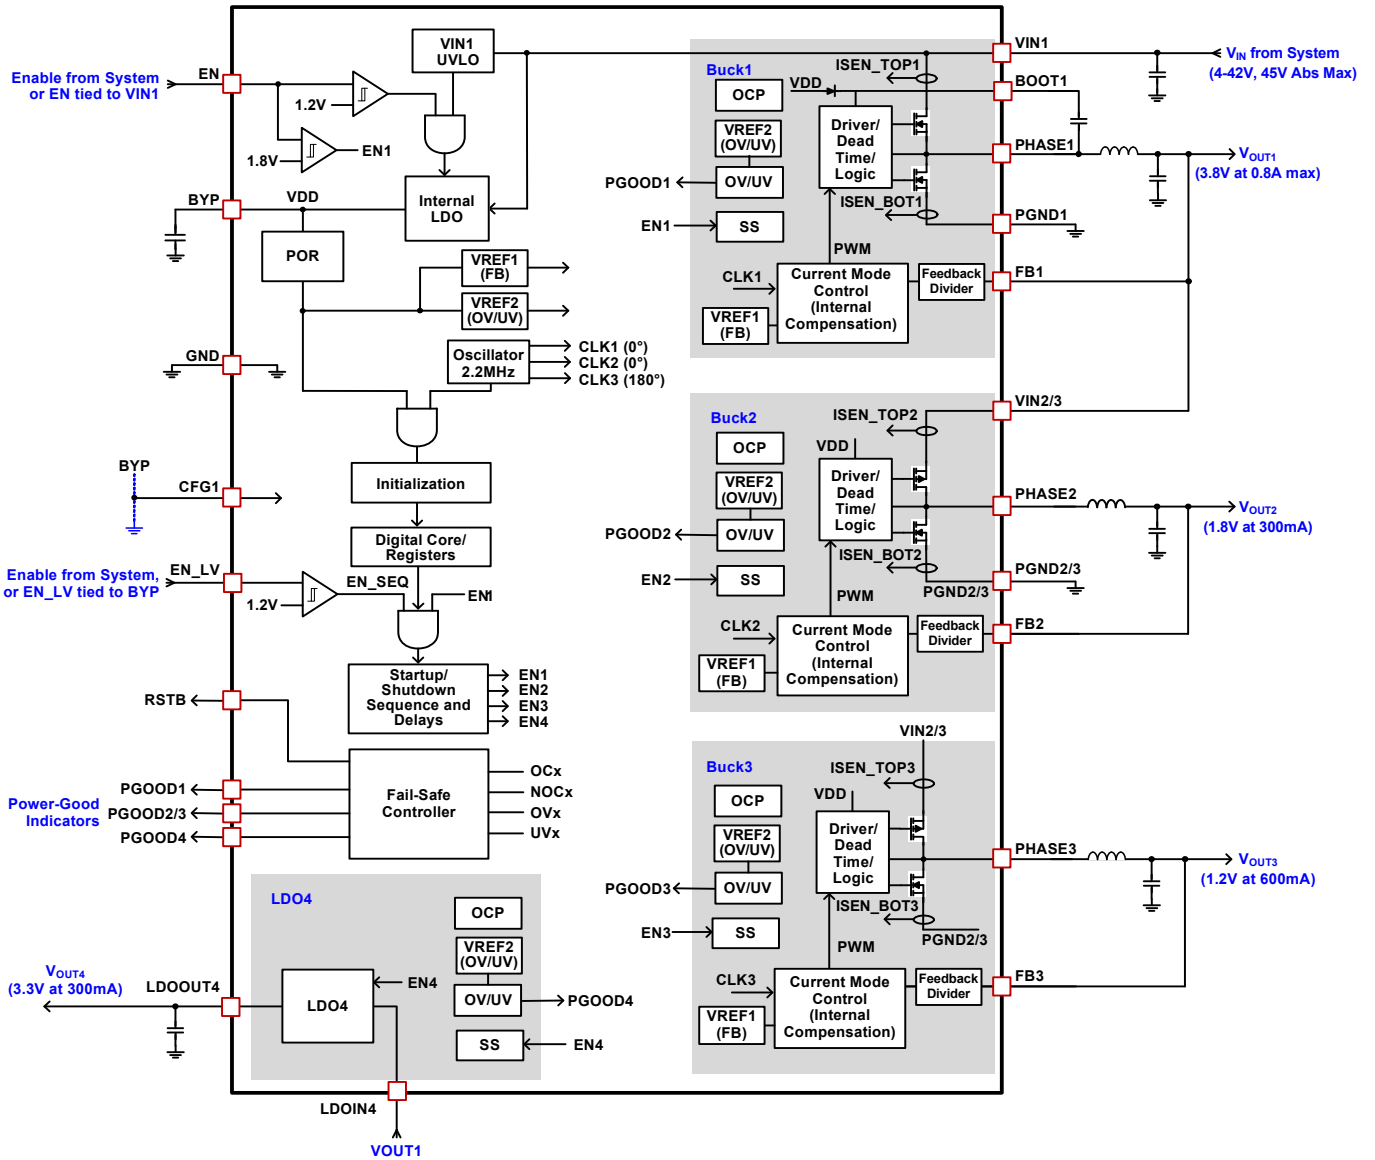 VIN1
UVLO
EN
Enable from System
or EN tied to VIN1
1.2V
1.8V
EN1
BYP
VDD
Internal
LDO
POR
VREF1
(FB)
VREF2
(OV/UV)
GND
Oscillator
2.2MHz
CLK1 (0°)
CLK2 (0°)
CLK3 (180°)
BYP
CFG1
Initialization
Digital Core/
Registers
Enable from System,
or EN_LV tied to BYP
EN_LV
1.2V
EN_SEQ
EN1
Startup/
Shutdown
Sequence and
Delays
EN1
EN2
EN3
EN4
RSTB
Power-Good
Indicators
PGOOD1
PGOOD2/3
PGOOD4
Fail-Safe
Controller
OCx
NOCx
OVx
UVx
LDO4
OCP
VREF2
(OV/UV)
OV/UV
PGOOD4
SS
EN4
LDO4
EN4
VOUT4
(3.3V at 300mA)
LDOOUT4
LDOIN4
VOUT1
Buck1
OCP
VREF2
(OV/UV)
OV/UV
PGOOD1
EN1
SS
CLK1
VREF1
(FB)
VDD
ISEN_TOP1
Driver/
Dead
Time/
Logic
ISEN_BOT1
PWM
Current Mode
Control
(Internal
Compensation)
Feedback
Divider
VIN1
BOOT1
PHASE1
PGND1
FB1
VIN from System
(4-42V, 45V Abs Max)
VOUT1
(3.8V at 0.8A max)
Buck2
OCP
VREF2
(OV/UV)
OV/UV
PGOOD2
EN2
SS
CLK2
VREF1
(FB)
ISEN_TOP2
VDD
Driver/
Dead
Time/
Logic
ISEN_BOT2
PGND2/3
PWM
Current Mode
Control
(Internal
Compensation)
Feedback
Divider
VIN2/3
PHASE2
PGND2/3
FB2
VOUT2
(1.8V at 300mA)
VIN2/3
Buck3
OCP
VREF2
(OV/UV)
OV/UV
PGOOD3
EN3
SS
CLK3
VREF1
(FB)
ISEN_TOP3
VDD
Driver/
Dead
Time/
Logic
ISEN_BOT3
PGND2/3
PWM
Current Mode
Control
(Internal
Compensation)
Feedback
Divider
PHASE3
FB3
VOUT3
(1.2V at 600mA)